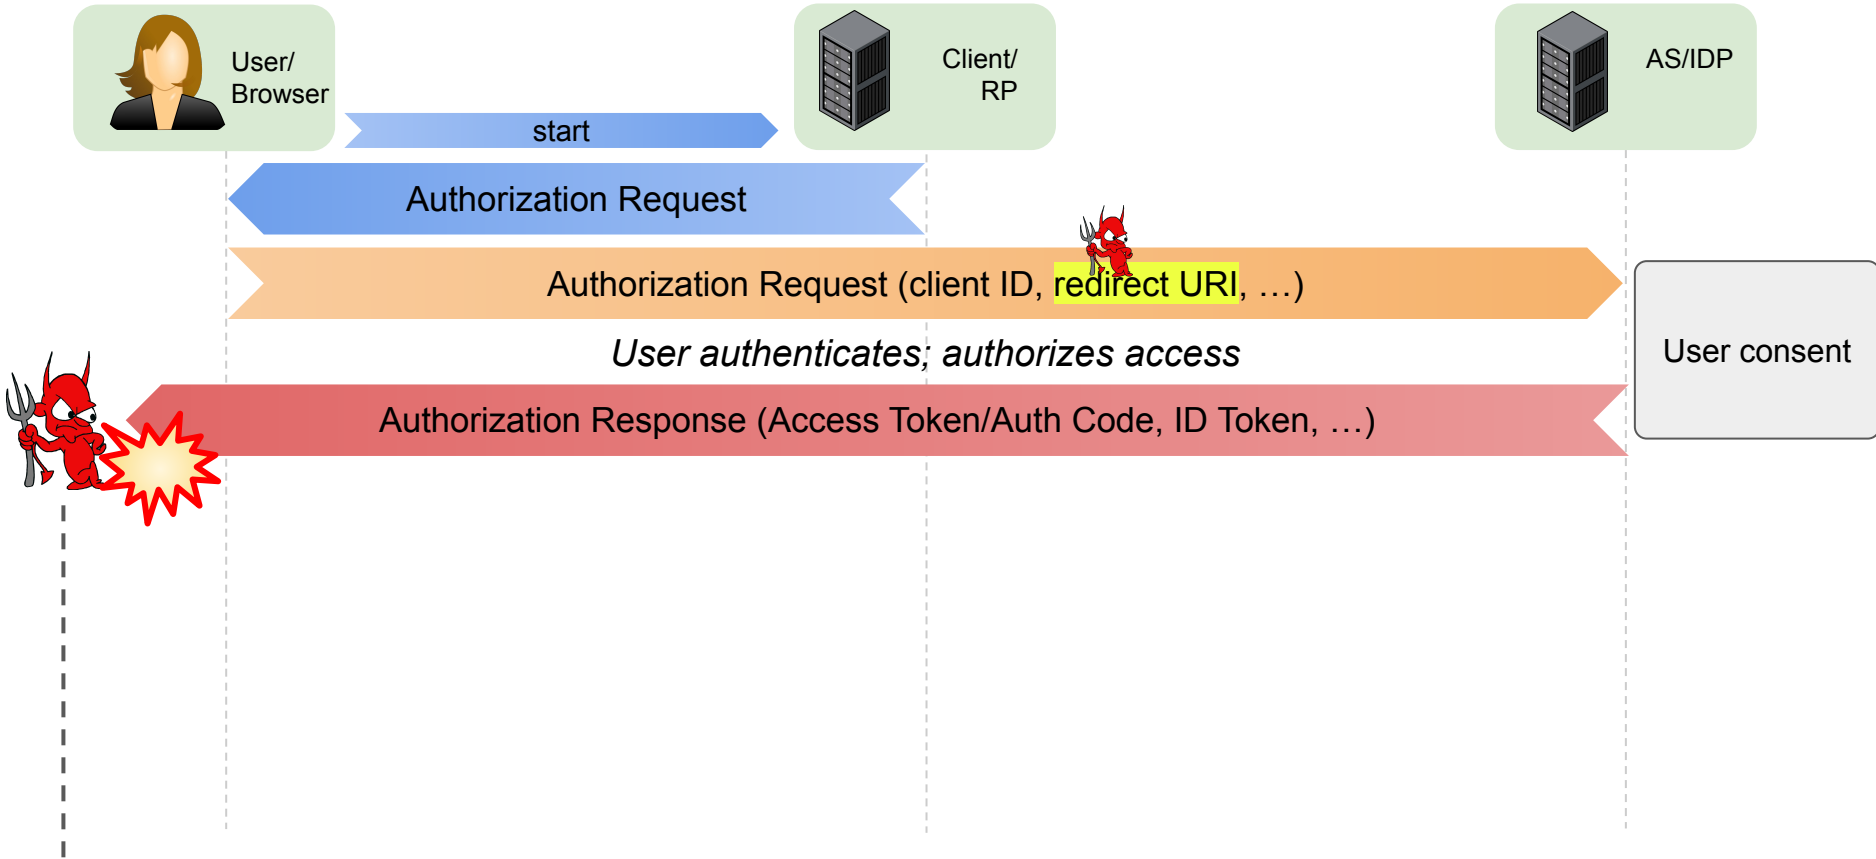 User/
Browser
Client/
RP
AS/IDP
start
Authorization Request
Authorization Request (client ID, redirect URI, …)
User authenticates; authorizes access
User consent
Authorization Response (Access Token/Auth Code, ID Token, …)